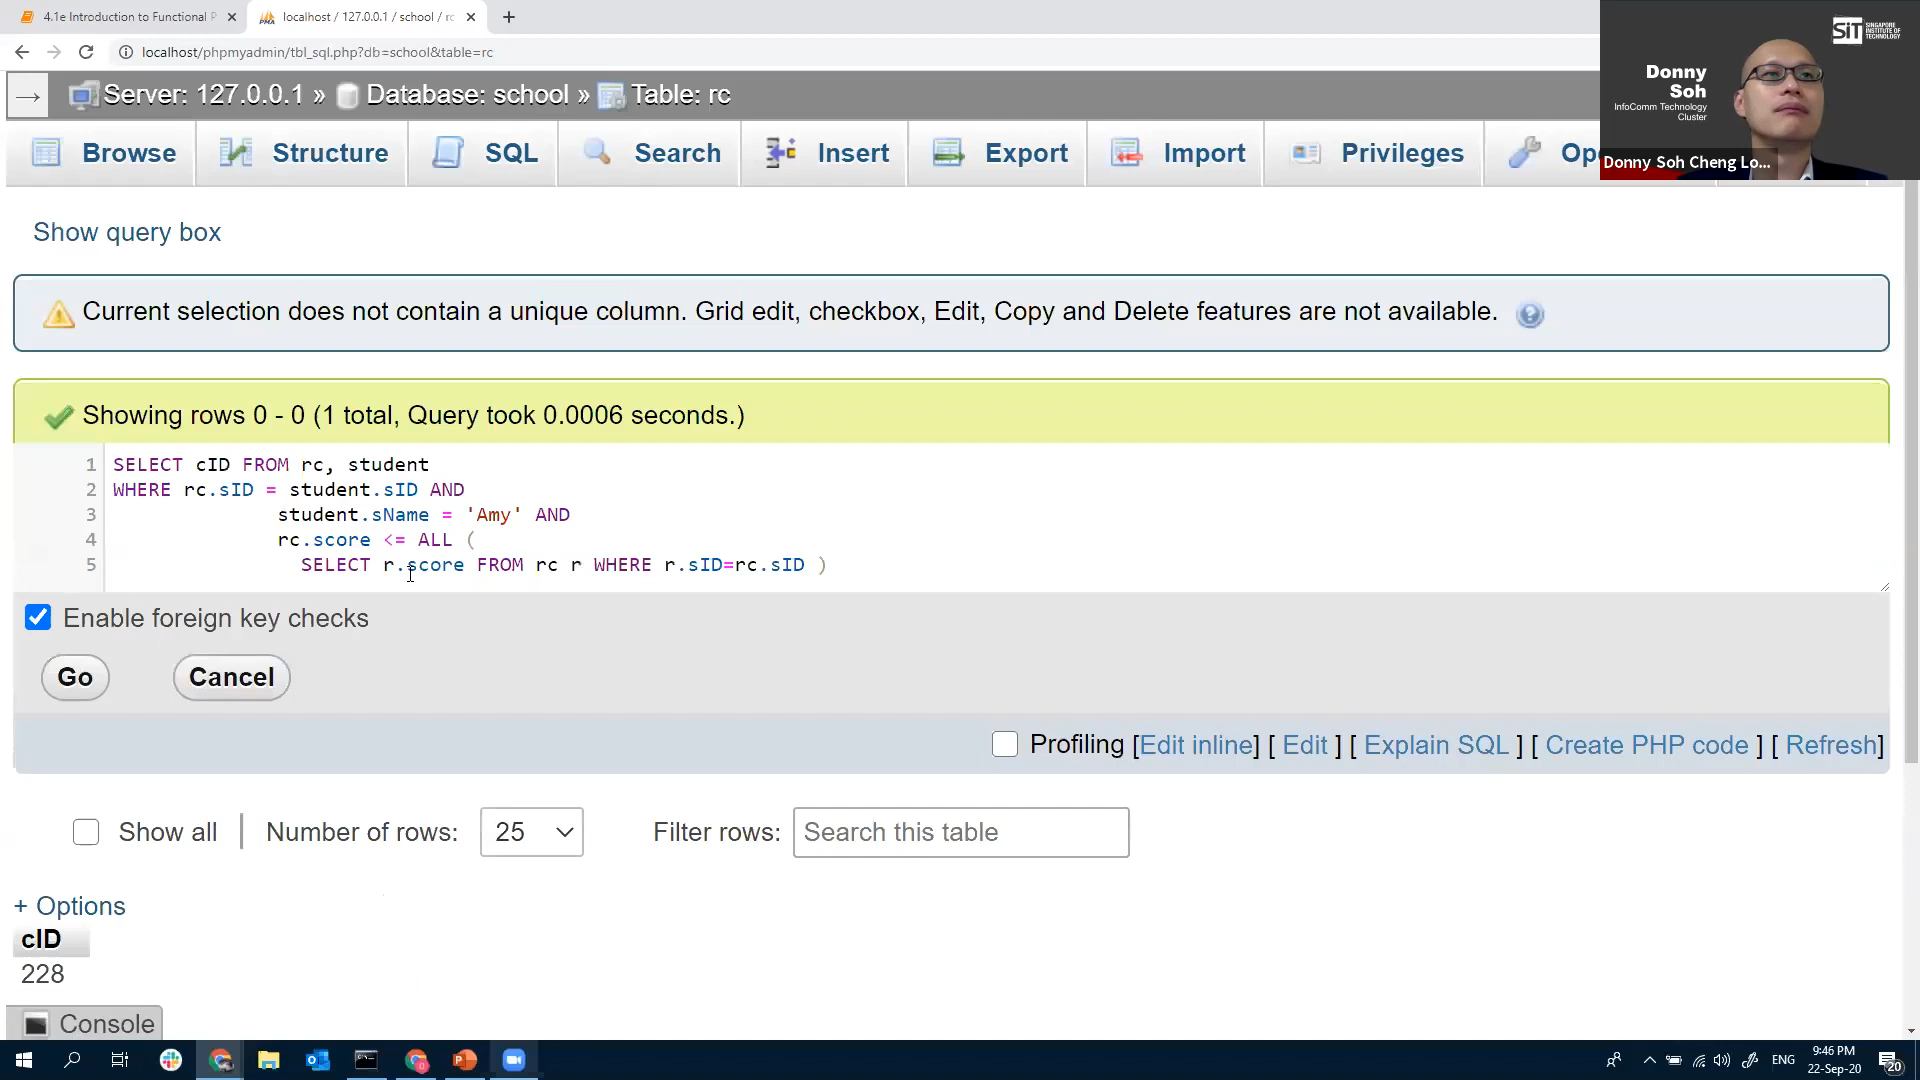 4.1e Introduction to Functional P
localhost / 127.0.0.1 / school / rc
localhost/phpmyadmin/tbl_sql.php?db=school&table=rc
SiT SINGAPORE INSTITUTE OF TECHNOLOGY
Donny
Soh
InfoComm Technology
Cluster
Donny Soh Cheng Lo...
Server: 127.0.0.1 » Database: school » Table: rc
Browse Structure SQL Search Insert Export Import Privileges Op
Show query box
Current selection does not contain a unique column. Grid edit, checkbox, Edit, Copy and Delete features are not available.
Showing rows 0 - 0 (1 total, Query took 0.0006 seconds.)
1 SELECT cID FROM rc, student
2 WHERE rc.sID = student.sID AND
3 student.sName = 'Amy' AND
4 rc.score <= ALL (
5 SELECT r.score FROM rc r WHERE r.sID=rc.sID )
Enable foreign key checks
Go Cancel
Profiling [Edit inline] [ Edit ] [ Explain SQL ] [ Create PHP code ] [ Refresh]
Show all Number of rows: 25 Filter rows: Search this table
+ Options
cID
228
Console
ENG
9:46 PM
22-Sep-20
20